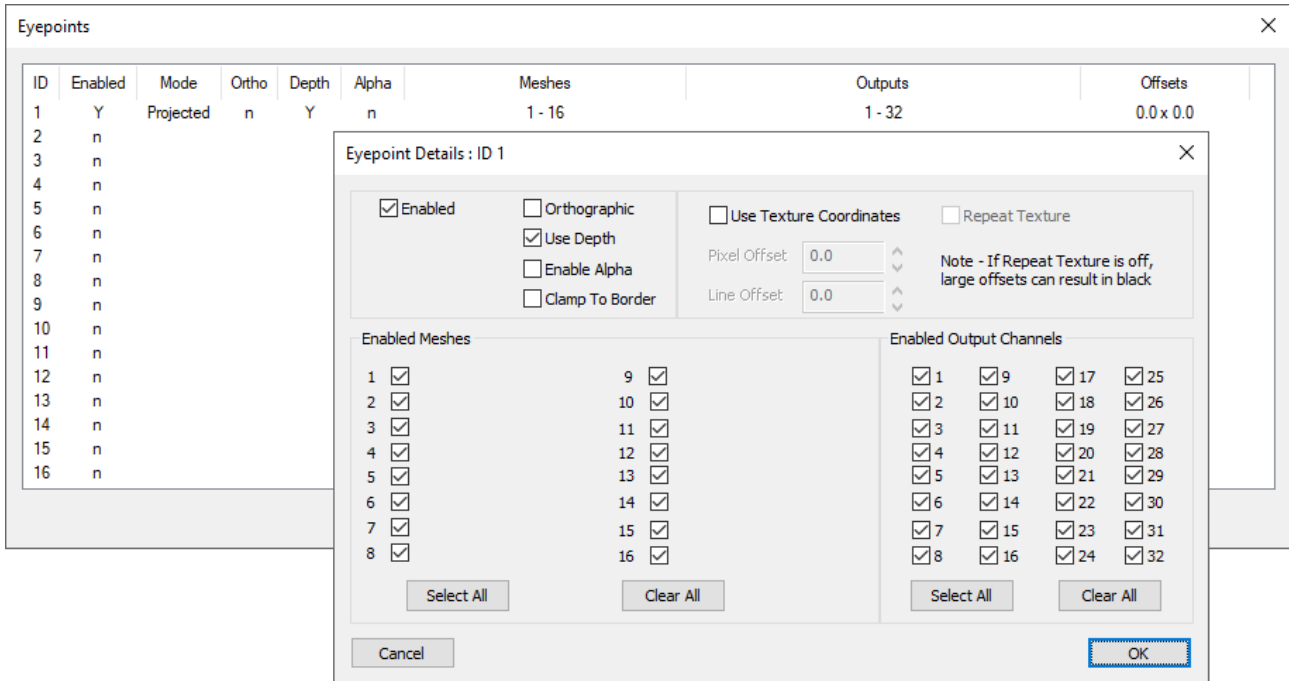 Eyepoints
ID Enabled Mode Ortho Depth Alpha Meshes Outputs Offsets
1 Y Projected n Y n 1 - 16 1 - 32 0.0 x 0.0
2 n
3 n
4 n
5 n
6 n
7 n
8 n
9 n
10 n
11 n
12 n
13 n
14 n
15 n
16 n
Eyepoint Details : ID 1
Enabled
Orthographic
Use Depth
Enable Alpha
Clamp To Border
Use Texture Coordinates
Repeat Texture
Pixel Offset 0.0
Line Offset 0.0
Note - If Repeat Texture is off,
large offsets can result in black
Enabled Meshes
1 9
2 10
3 11
4 12
5 13
6 14
7 15
8 16
Select All Clear All
Enabled Output Channels
1 9 17 25
2 10 18 26
3 11 19 27
4 12 20 28
5 13 21 29
6 14 22 30
7 15 23 31
8 16 24 32
Select All Clear All
Cancel OK